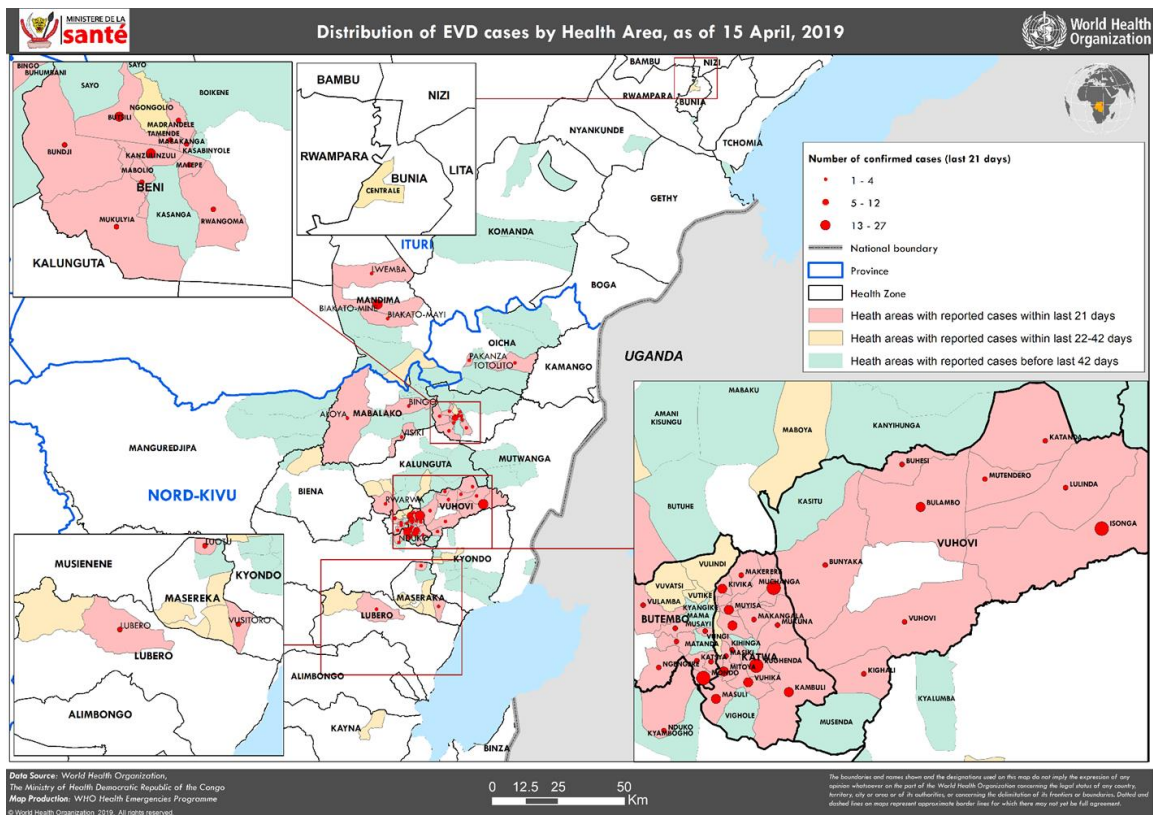 MINISTERE DE LA
santé
Distribution of EVD cases by Health Area, as of 15 April, 2019
World Health
Organization
BINGO
BUHUMBANI
SAYO
SAYO
BOIKENE
NGONGOLIO
BUTSILI
MADRANDELE
TAMENDE
MABAKANGA
KASABINYOLE
BUNDJI
KANZULINZULI
MALEPE
MABOLIO
BENI
KASANGA
RWANGOMA
MUKULYIA
KALUNGUTA
BAMBU
NIZI
RWAMPARA
BUNIA
LITA
CENTRALE
BAMBU
NIZI
RWAMPARA
BUNIA
NYANKUNDE
TCHOMIA
GETHY
KOMANDA
ITURI
LWEMBA
BOGA
MANDIMA
BIAKATO-MINE
BIAKATO-MAYI
OICHA
PAKANZA
TOTOLITO
KAMANGO
UGANDA
BINGO
ALOYA
MABALAKO
VISIKI
MANGUREDJIPA
KALUNGUTA
MUTWANGA
BIENA
NORD-KIVU
RWARWA
VUHOVI
NDUKO
KYONDO
MASERAKA
LUBERO
ALIMBONGO
KAYNA
BINZA
Number of confirmed cases (last 21 days)
1 - 4
5 - 12
13 - 27
National boundary
Province
Health Zone
Heath areas with reported cases within last 21 days
Heath areas with reported cases within last 22-42 days
Heath areas with reported cases before last 42 days
MUSIENENE
KYONDO
MASEREKA
LUBERO
VUSITORO
LUBERO
ALIMBONGO
MABAKU
AMANI
KISUNGU
MABOYA
KANYIHUNGA
KATANDA
BUHESI
MUTENDERO
LULINDA
KASITU
BUTUHE
BULAMBO
ISONGA
VUHOVI
VULINDI
BUNYAKA
MAKERERA
VUVATSI
KIVIKA
MUCHANGA
VUTIKE
VULAMBA
KYANGIKE
MUYISA
MAMA
MUSAYI
BUTEMBO
MAKANGALA
MUKUNA
VUHOVI
VUNGI
MATANDA
KIHINGA
MASIKI
KATWA
NGENGERE
MITOYA
KIGHALI
VUHIKA
KAMBULI
MASULI
KYALUMBA
VIGHOLE
MUSENDA
NDUKO
KYAMBOGHO
Data Source: World Health Organization,
The Ministry of Health Democratic Republic of the Congo
Map Production: WHO Health Emergencies Programme
© World Health Organization 2019. All rights reserved.
0 12.5 25 50
Km
The boundaries and names shown and the designations used on this map do not imply the expression of any
opinion whatsoever on the part of the World Health Organization concerning the legal status of any country,
territory, city or area or of its authorities, or concerning the delimitation of its frontiers or boundaries. Dotted and
dashed lines on maps represent approximate border lines for which there may not yet be full agreement.